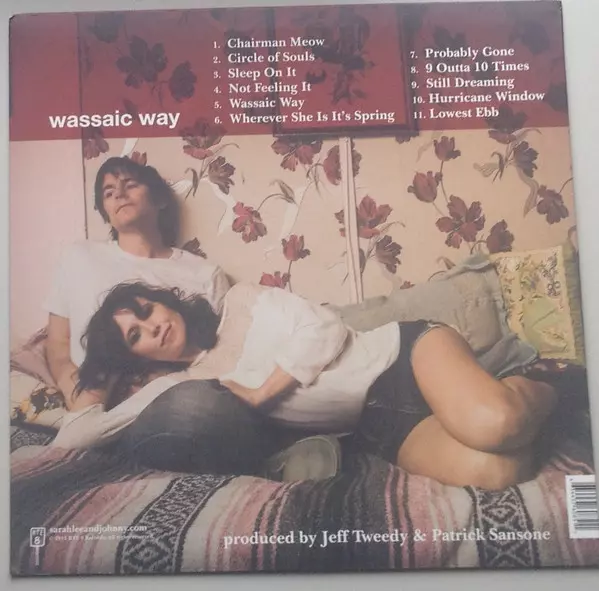 wassaic way
1. Chairman Meow
2. Circle of Souls
3. Sleep On It
4. Not Feeling It
5. Wassaic Way
6. Wherever She Is It's Spring
7. Probably Gone
8. 9 Outta 10 Times
9. Still Dreaming
10. Hurricane Window
11. Lowest Ebb
sarahleeandjohnny.com
produced by Jeff Tweedy & Patrick Sansone